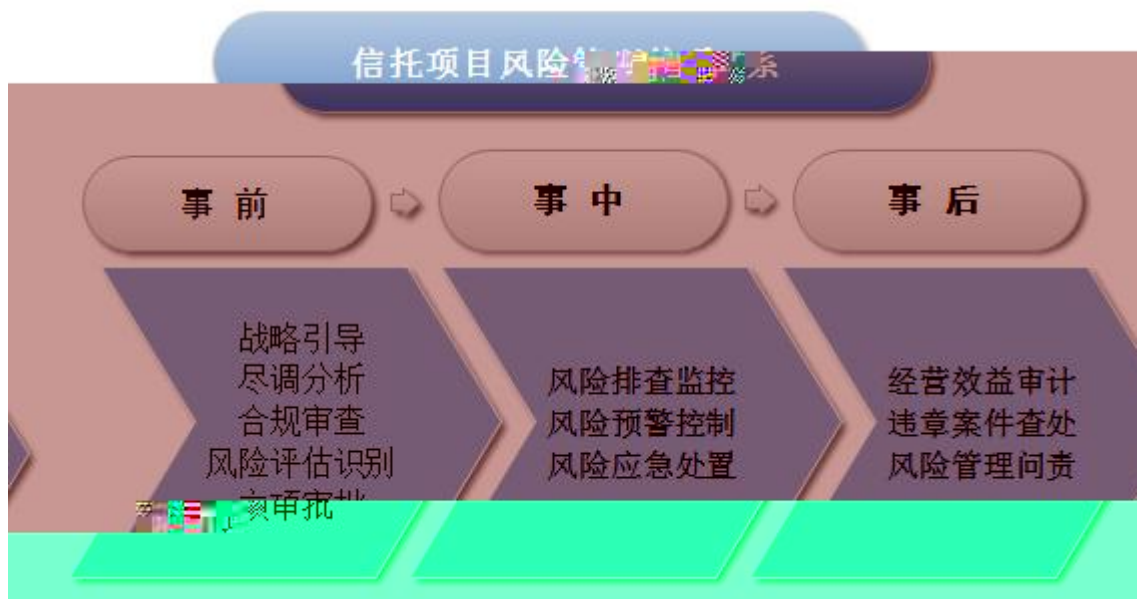 信托项目风险
系
事 前
事 中
事 后
战略引导
尽调分析
合规审查
风险评估识别
审批
风险排查监控
风险预警控制
风险应急处置
经营效益审计
违章案件查处
风险管理问责